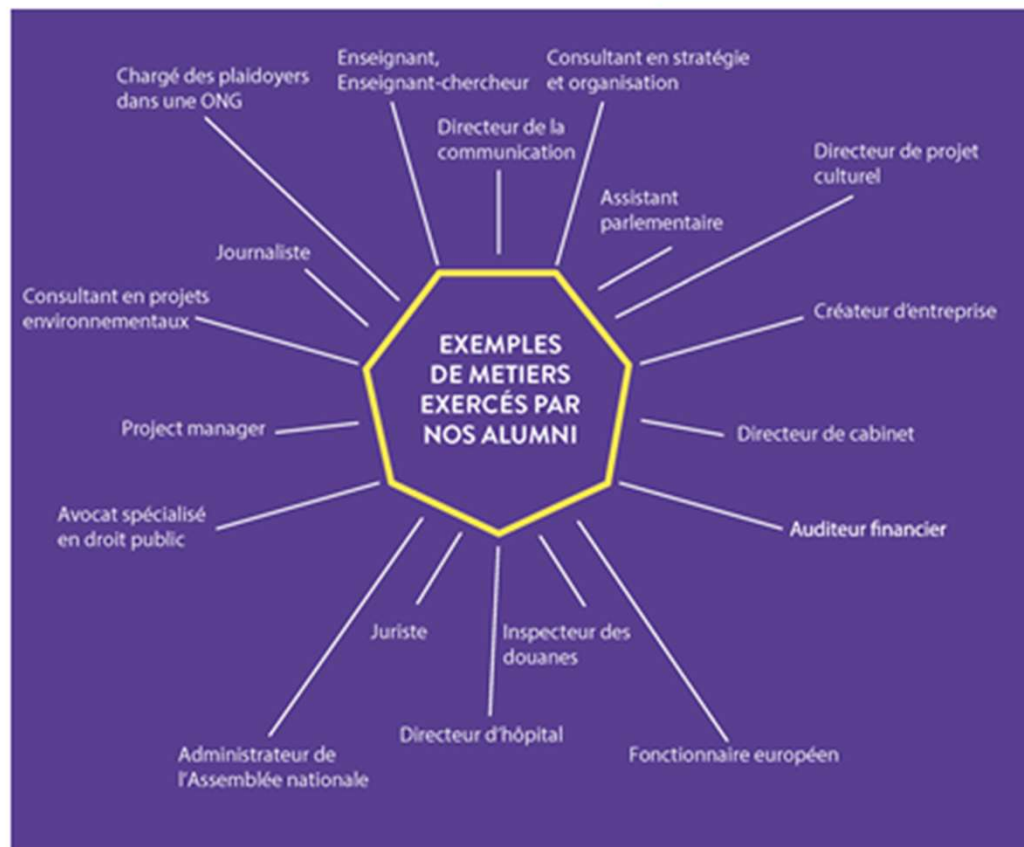 Chargé des plaidoyers
dans une ONG
Enseignant,
Enseignant-chercheur
Consultant en stratégie
et organisation
Directeur de la
communication
Directeur de projet
culturel
Assistant
parlementaire
Journaliste
Consultant en projets
environnementaux
Créateur d'entreprise
EXEMPLES
DE METIERS
EXERCÉS PAR
NOS ALUMNI
Project manager
Directeur de cabinet
Avocat spécialisé
en droit public
Auditeur financier
Juriste
Inspecteur des
douanes
Directeur d'hôpital
Administrateur de
l'Assemblée nationale
Fonctionnaire européen